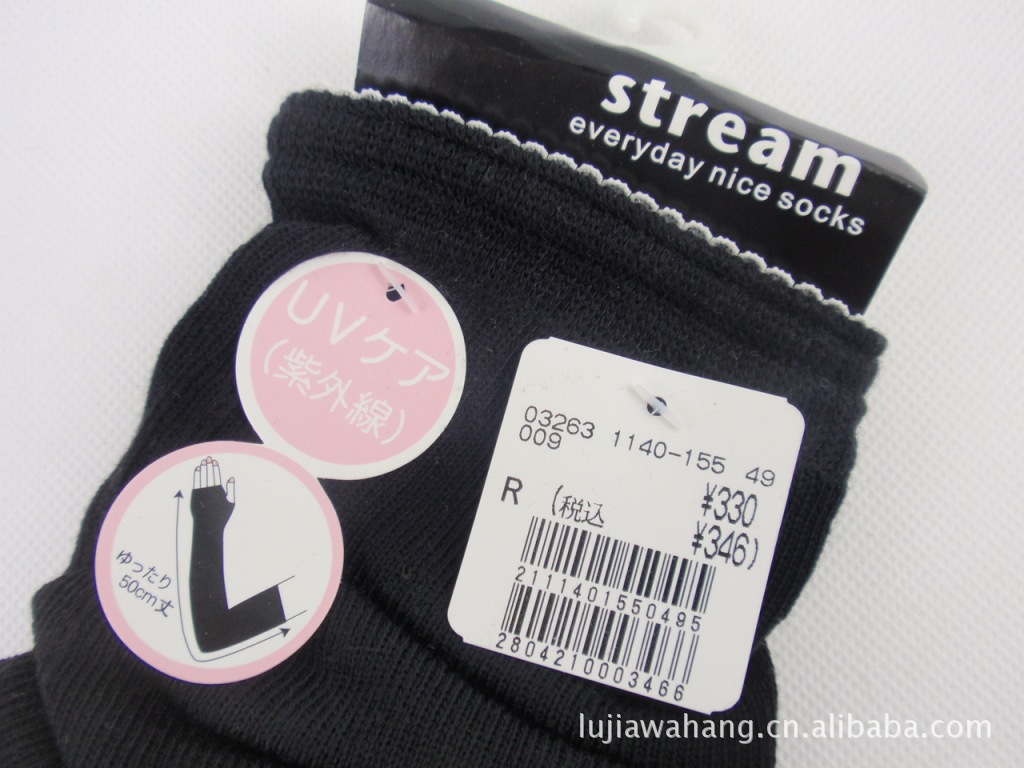 stream
everyday nice socks
UVケア
(紫外線)
ゆったり
50cm丈
03263 1140-155 49
009
R ¥330
(税込 ¥346)
2111401550495
2804210003466
lujiawahang.cn.alibaba.com